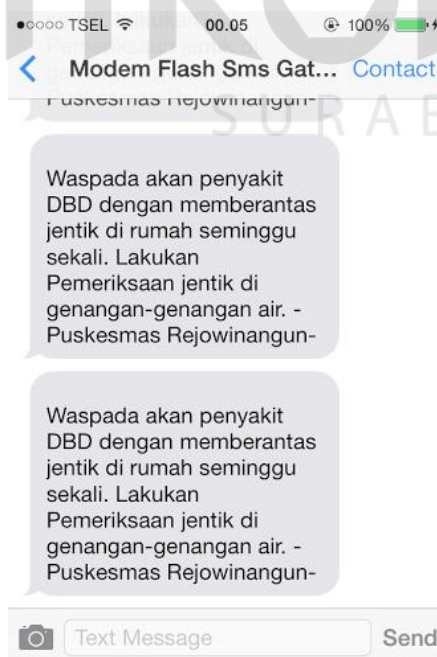 TSEL 00.05 100%
Modem Flash Sms Gat... Contact
Puskesmas Rejowinangun-
SURAB
Waspada akan penyakit
DBD dengan memberantas
jentik di rumah seminggu
sekali. Lakukan
Pemeriksaan jentik di
genangan-genangan air. -
Puskesmas Rejowinangun-
Waspada akan penyakit
DBD dengan memberantas
jentik di rumah seminggu
sekali. Lakukan
Pemeriksaan jentik di
genangan-genangan air. -
Puskesmas Rejowinangun-
Text Message Send